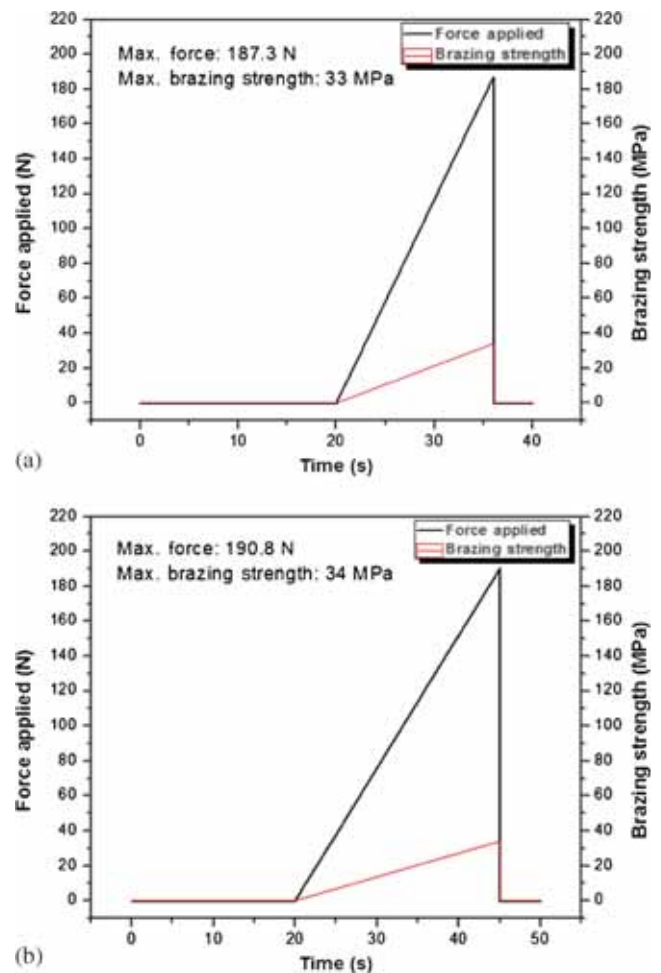 220
200
180
160
140
120
100
80
60
40
20
0
Force applied (N)
Max. force: 187.3 N
Max. brazing strength: 33 MPa
Force applied
Brazing strength
220
200
180
160
140
120
100
80
60
40
20
0
Brazing strength (MPa)
0 10 20 30 40
Time (s)
(a)
220
200
180
160
140
120
100
80
60
40
20
0
Force applied (N)
Max. force: 190.8 N
Max. brazing strength: 34 MPa
Force applied
Brazing strength
220
200
180
160
140
120
100
80
60
40
20
0
Brazing strength (MPa)
0 10 20 30 40 50
Time (s)
(b)